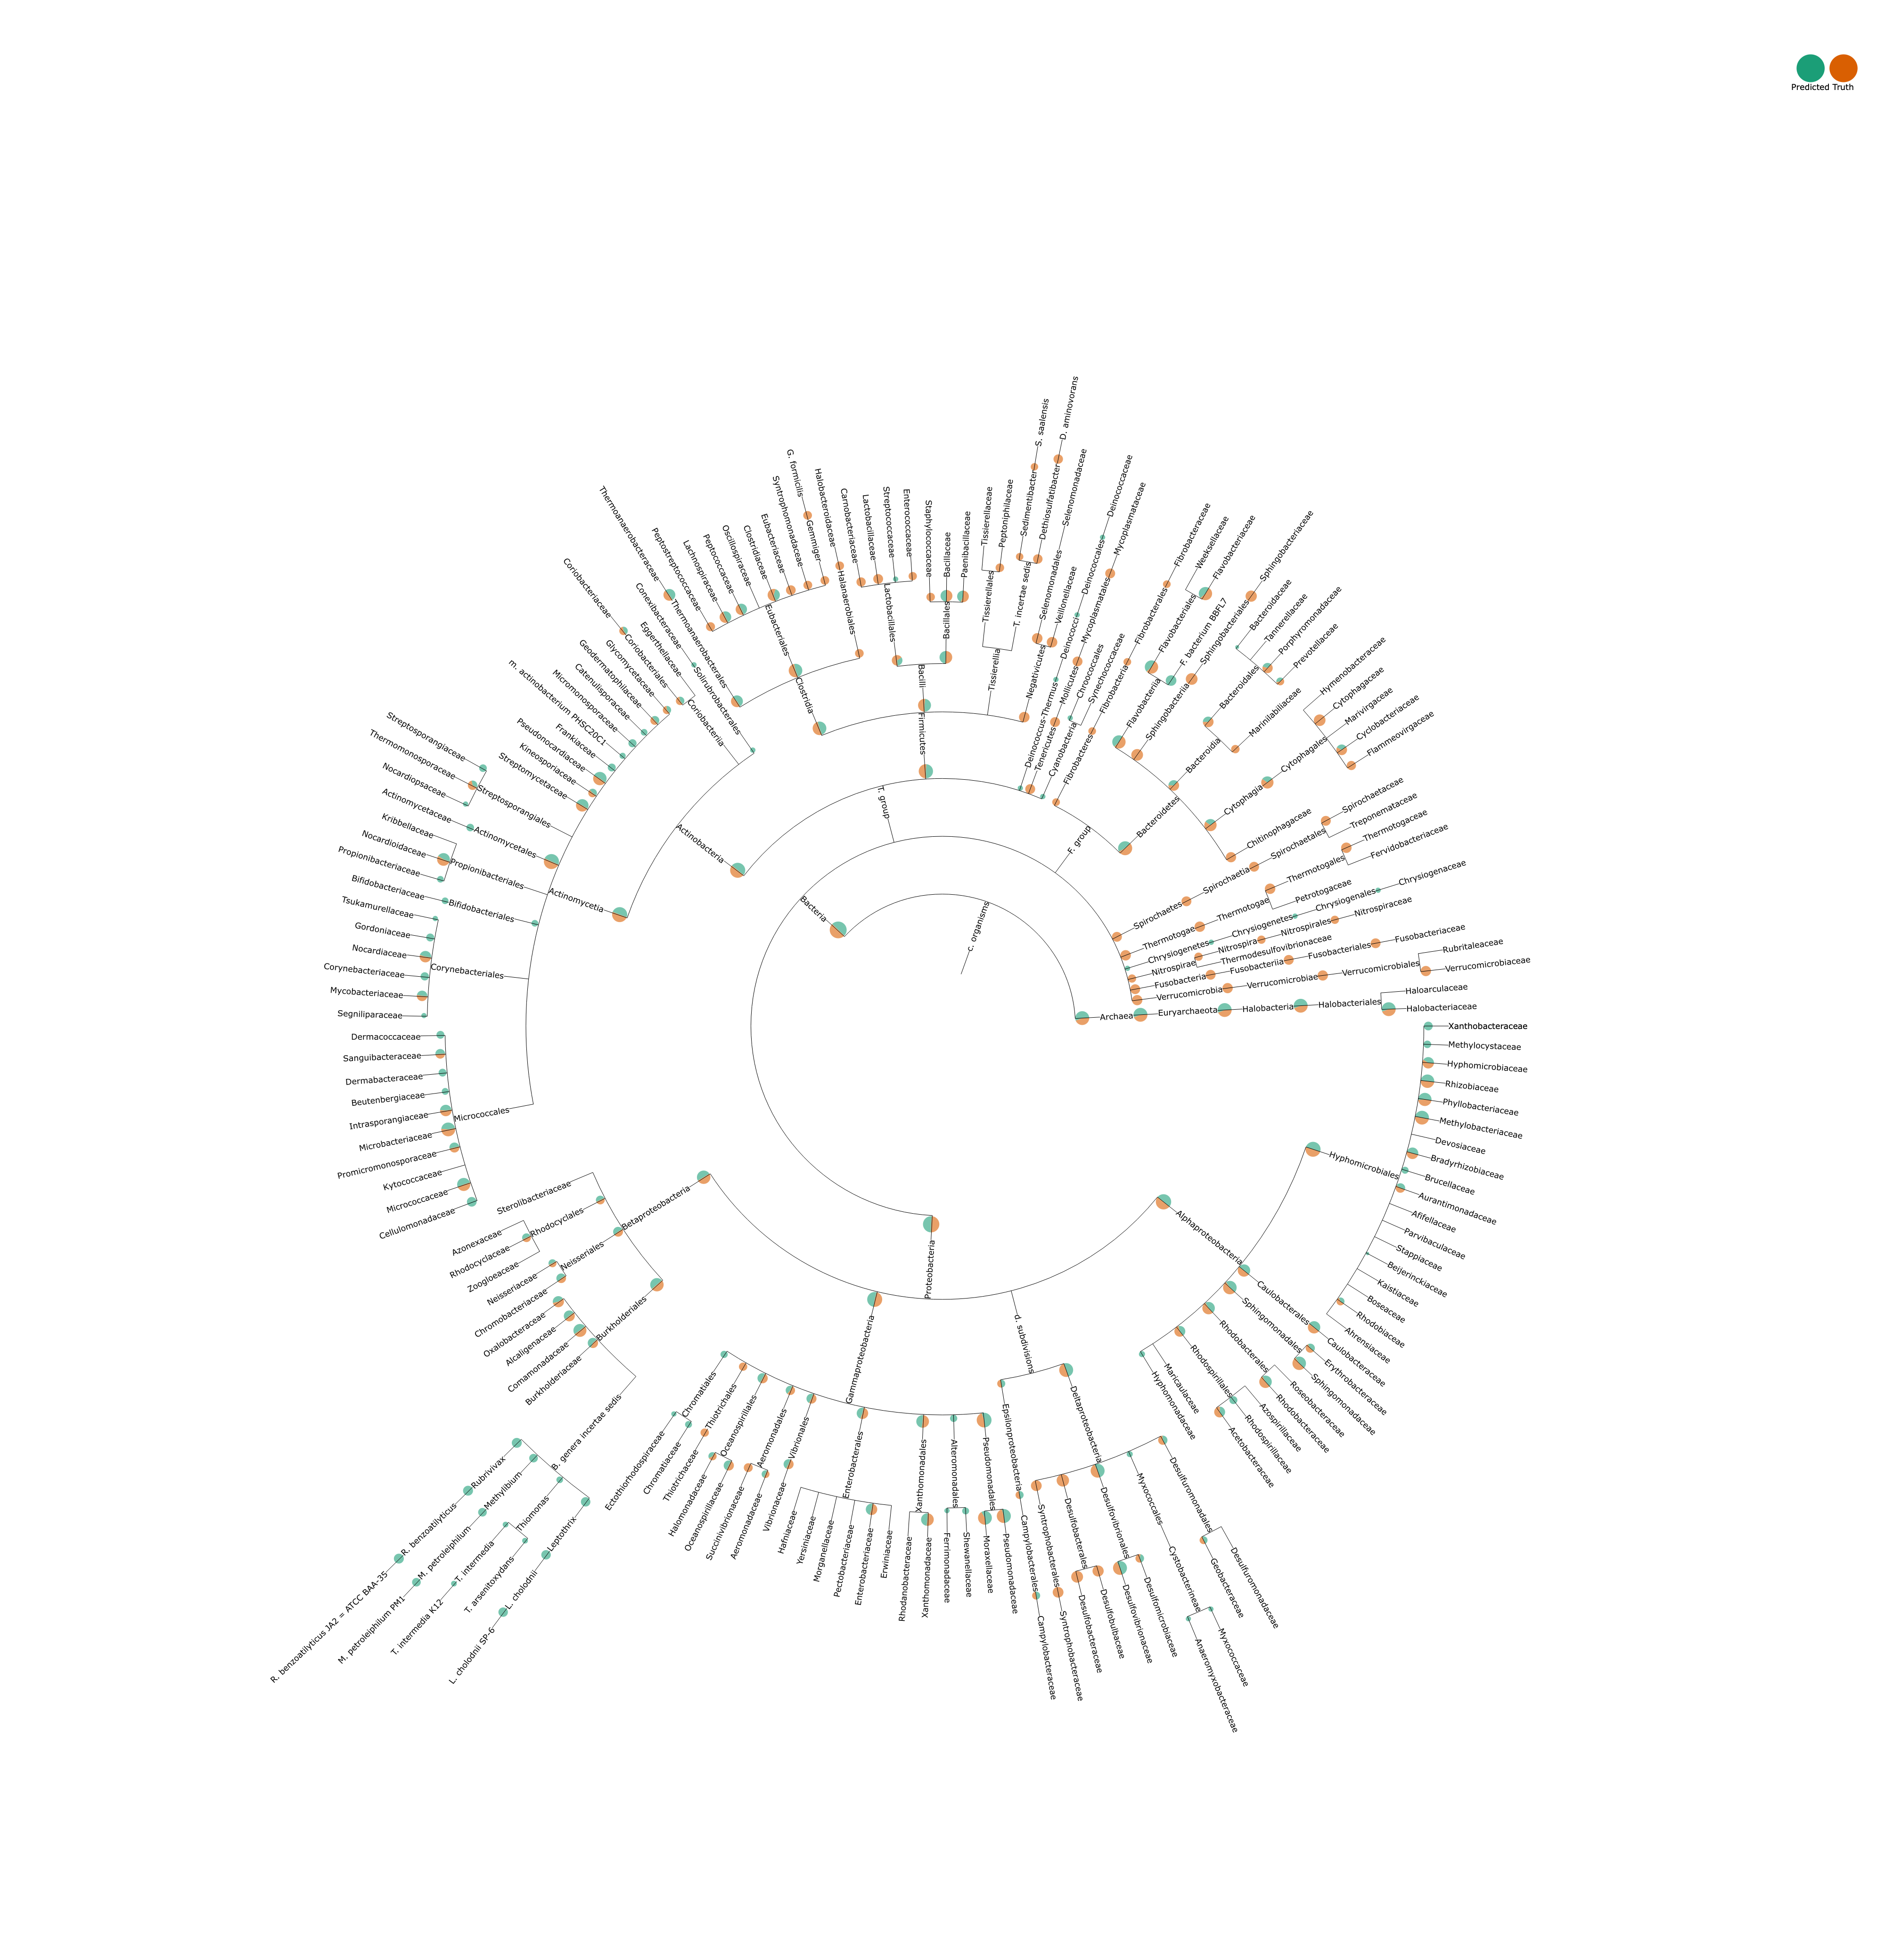 Predicted Truth
c. organisms
Bacteria
Archaea
Euryarchaeota
Halobacteria
Halobacteriales
Haloarculaceae
Halobacteriaceae
Verrucomicrobia
Verrucomicrobiae
Verrucomicrobiales
Rubritaleaceae
Verrucomicrobiaceae
Fusobacteria
Fusobacteriia
Fusobacteriales
Fusobacteriaceae
Nitrospirae
Nitrospira
Nitrospirales
Nitrospiraceae
Thermodesulfovibrionaceae
Chrysiogenetes
Chrysiogenetes
Chrysiogenales
Chrysiogenaceae
Thermotogae
Thermotogae
Thermotogales
Petrotogaceae
Thermotogaceae
Fervidobacteriaceae
Spirochaetes
Spirochaetia
Spirochaetales
Spirochaetaceae
Treponemataceae
F. group
Bacteroidetes
Chitinophagaceae
Cytophagia
Cytophagales
Hymenobacteraceae
Cytophagaceae
Marivirgaceae
Cyclobacteriaceae
Flammeovirgaceae
Bacteroidia
Bacteroidales
Marinilabiliaceae
Bacteroidaceae
Tannerellaceae
Porphyromonadaceae
Prevotellaceae
Sphingobacteriia
Sphingobacteriales
Sphingobacteriaceae
Flavobacteriia
Flavobacteriales
F. bacterium BBFL7
Weeksellaceae
Flavobacteriaceae
Fibrobacteres
Fibrobacteria
Fibrobacterales
Fibrobacteraceae
T. group
Cyanobacteria
Chroococcales
Synechococcaceae
Tenericutes
Mollicutes
Mycoplasmatales
Mycoplasmataceae
Deinococcus-Thermus
Deinococci
Deinococcales
Deinococcaceae
Firmicutes
Negativicutes
Selenomonadales
Selenomonadaceae
Veillonellaceae
Tissierellia
Tissierellales
T. incertae sedis
Tissierellaceae
Peptoniphilaceae
Sedimentibacter
S. saalensis
Dethiosulfatibacter
D. aminovorans
Bacilli
Bacillales
Staphylococcaceae
Bacillaceae
Paenibacillaceae
Lactobacillales
Carnobacteriaceae
Lactobacillaceae
Streptococcaceae
Enterococcaceae
Clostridia
Halanaerobiales
Halobacteroidaceae
Eubacteriales
Gemmiger
G. formicilis
Syntrophomonadaceae
Eubacteriaceae
Clostridiaceae
Oscillospiraceae
Peptococcaceae
Lachnospiraceae
Peptostreptococcaceae
Thermoanaerobacterales
Thermoanaerobacteraceae
Actinobacteria
Solirubrobacterales
Conexibacteraceae
Coriobacteriia
Eggerthellaceae
Coriobacteriales
Coriobacteriaceae
Actinomycetia
Glycomycetaceae
Geodermatophilaceae
Catenulisporaceae
Micromonosporaceae
m. actinobacterium PHSC20C1
Frankiaceae
Pseudonocardiaceae
Kineosporiaceae
Streptomycetaceae
Streptosporangiales
Streptosporangiaceae
Thermomonosporaceae
Nocardiopsaceae
Actinomycetales
Actinomycetaceae
Propionibacteriales
Kribbellaceae
Nocardioidaceae
Propionibacteriaceae
Bifidobacteriales
Bifidobacteriaceae
Corynebacteriales
Tsukamurellaceae
Gordoniaceae
Nocardiaceae
Corynebacteriaceae
Mycobacteriaceae
Segniliparaceae
Micrococcales
Dermacoccaceae
Sanguibacteraceae
Dermabacteraceae
Beutenbergiaceae
Intrasporangiaceae
Microbacteriaceae
Promicromonosporaceae
Kytococcaceae
Micrococcaceae
Cellulomonadaceae
Proteobacteria
Betaproteobacteria
Sterolibacteriaceae
Rhodocyclales
Azonexaceae
Rhodocyclaceae
Zoogloeaceae
Neisseriales
Neisseriaceae
Chromobacteriaceae
Burkholderiales
Oxalobacteraceae
Alcaligenaceae
Comamonadaceae
Burkholderiaceae
B. genera incertae sedis
Rubrivivax
R. benzoatilyticus
R. benzoatilyticus JA2 = ATCC BAA-35
Methylibium
M. petroleiphilum
M. petroleiphilum PM1
Thiomonas
T. intermedia
T. intermedia K12
T. arsenitoxydans
Leptothrix
L. cholodnii
L. cholodnii SP-6
Gammaproteobacteria
Chromatiales
Ectothiorhodospiraceae
Chromatiaceae
Thiotrichales
Thiotrichaceae
Oceanospirillales
Halomonadaceae
Oceanospirillaceae
Aeromonadales
Succinivibrionaceae
Aeromonadaceae
Vibrionales
Vibrionaceae
Enterobacterales
Hafniaceae
Yersiniaceae
Morganellaceae
Pectobacteriaceae
Enterobacteriaceae
Erwiniaceae
Xanthomonadales
Rhodanobacteraceae
Xanthomonadaceae
Alteromonadales
Ferrimonadaceae
Shewanellaceae
Pseudomonadales
Moraxellaceae
Pseudomonadaceae
d. subdivisions
Epsilonproteobacteria
Campylobacterales
Campylobacteraceae
Deltaproteobacteria
Syntrophobacterales
Syntrophobacteraceae
Desulfobacterales
Desulfobacteraceae
Desulfobulbaceae
Desulfovibrionales
Desulfovibrionaceae
Desulfomicrobiaceae
Myxococcales
Cystobacterineae
Anaeromyxobacteraceae
Myxococcaceae
Desulfuromonadales
Geobacteraceae
Desulfuromonadaceae
Alphaproteobacteria
Hyphomonadaceae
Maricaulaceae
Rhodospirillales
Acetobacteraceae
Rhodospirillaceae
Azospirillaceae
Rhodobacterales
Rhodobacteraceae
Roseobacteraceae
Sphingomonadales
Sphingomonadaceae
Erythrobacteraceae
Caulobacterales
Caulobacteraceae
Hyphomicrobiales
Ahrensiaceae
Rhodobiaceae
Boseaceae
Kaistiaceae
Beijerinckiaceae
Stappiaceae
Parvibaculaceae
Afifellaceae
Aurantimonadaceae
Brucellaceae
Bradyrhizobiaceae
Devosiaceae
Methylobacteriaceae
Phyllobacteriaceae
Rhizobiaceae
Hyphomicrobiaceae
Methylocystaceae
Xanthobacteraceae